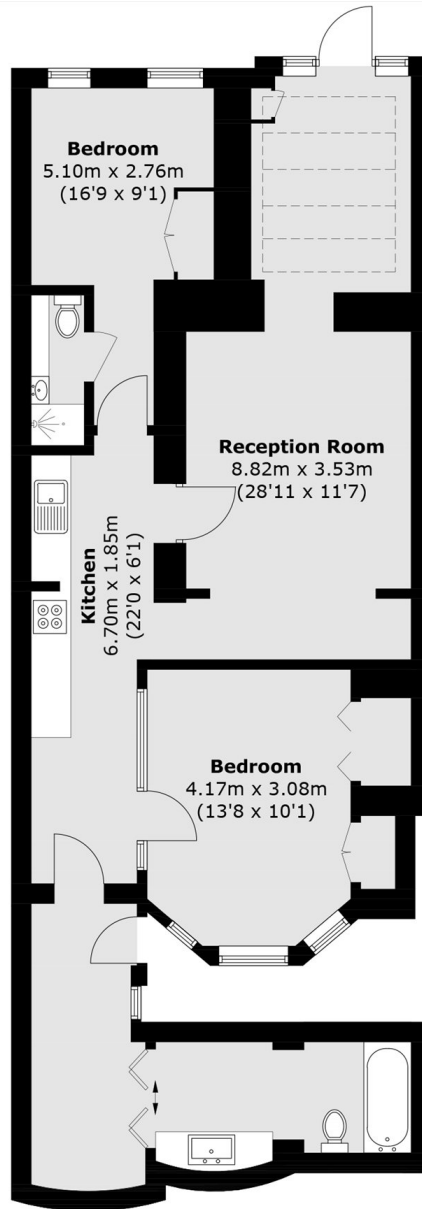 Bedroom
5.10m x 2.76m
(16'9 x 9'1)
Reception Room
8.82m x 3.53m
(28'11 x 11'7)
Kitchen
6.70m x 1.85m
(22'0 x 6'1)
Bedroom
4.17m x 3.08m
(13'8 x 10'1)